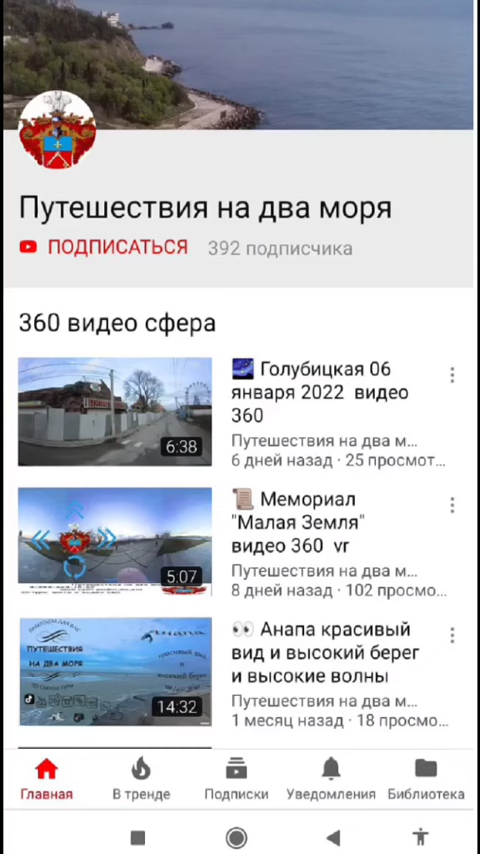 Путешествия на два моря
ПОДПИСАТЬСЯ 392 подписчика
360 видео сфера
Голубицкая 06
января 2022 видео
360
Путешествия на два м...
6 дней назад · 25 просмот...
6:38
Мемориал
"Малая Земля"
видео 360 vr
Путешествия на два м...
8 дней назад · 102 просмо...
5:07
Анапа красивый
вид и высокий берег
и высокие волны
Путешествия на два м...
1 месяц назад · 18 просмо...
ПУТЕШЕСТВИЯ
НА ДВА МОРЯ
Анапа
14:32
Главная В тренде Подписки Уведомления Библиотека